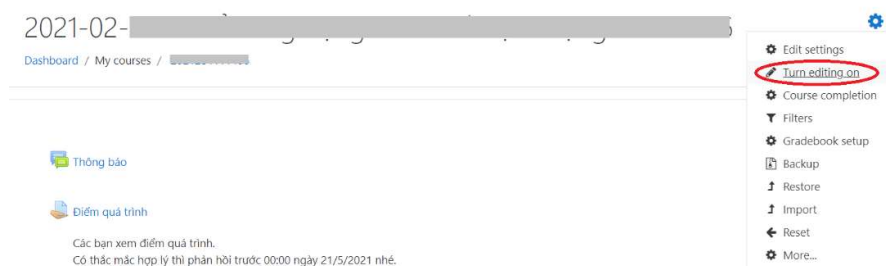 2021-02-
Dashboard / My courses /
Edit settings
Turn editing on
Course completion
Filters
Gradebook setup
Backup
Restore
Import
Reset
More...
Thông báo
Điểm quá trình
Các bạn xem điểm quá trình.
Có thắc mắc hợp lý thì phản hồi trước 00:00 ngày 21/5/2021 nhé.